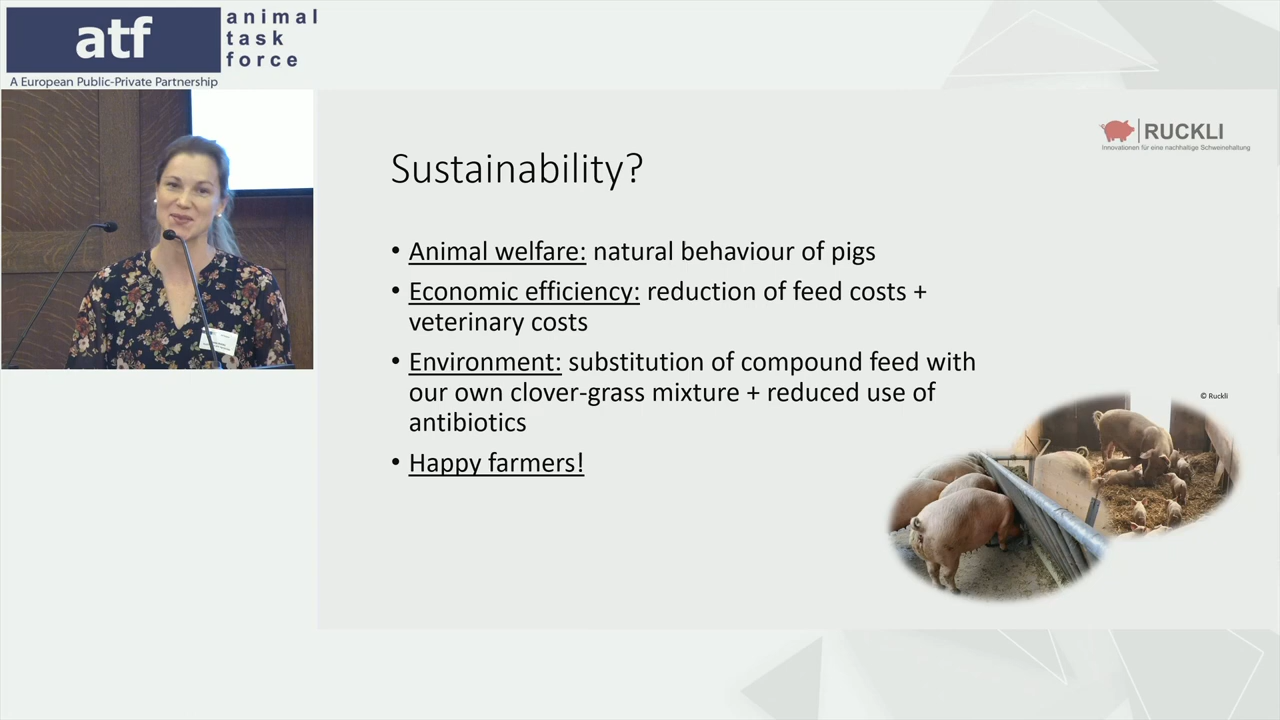 atf
animal
task
force
A European Public-Private Partnership
RUCKLI
Innovationen für eine nachhaltige Schweinehaltung
Sustainability?
• Animal welfare: natural behaviour of pigs
• Economic efficiency: reduction of feed costs +
veterinary costs
• Environment: substitution of compound feed with
our own clover-grass mixture + reduced use of
antibiotics
• Happy farmers!
© Ruckli